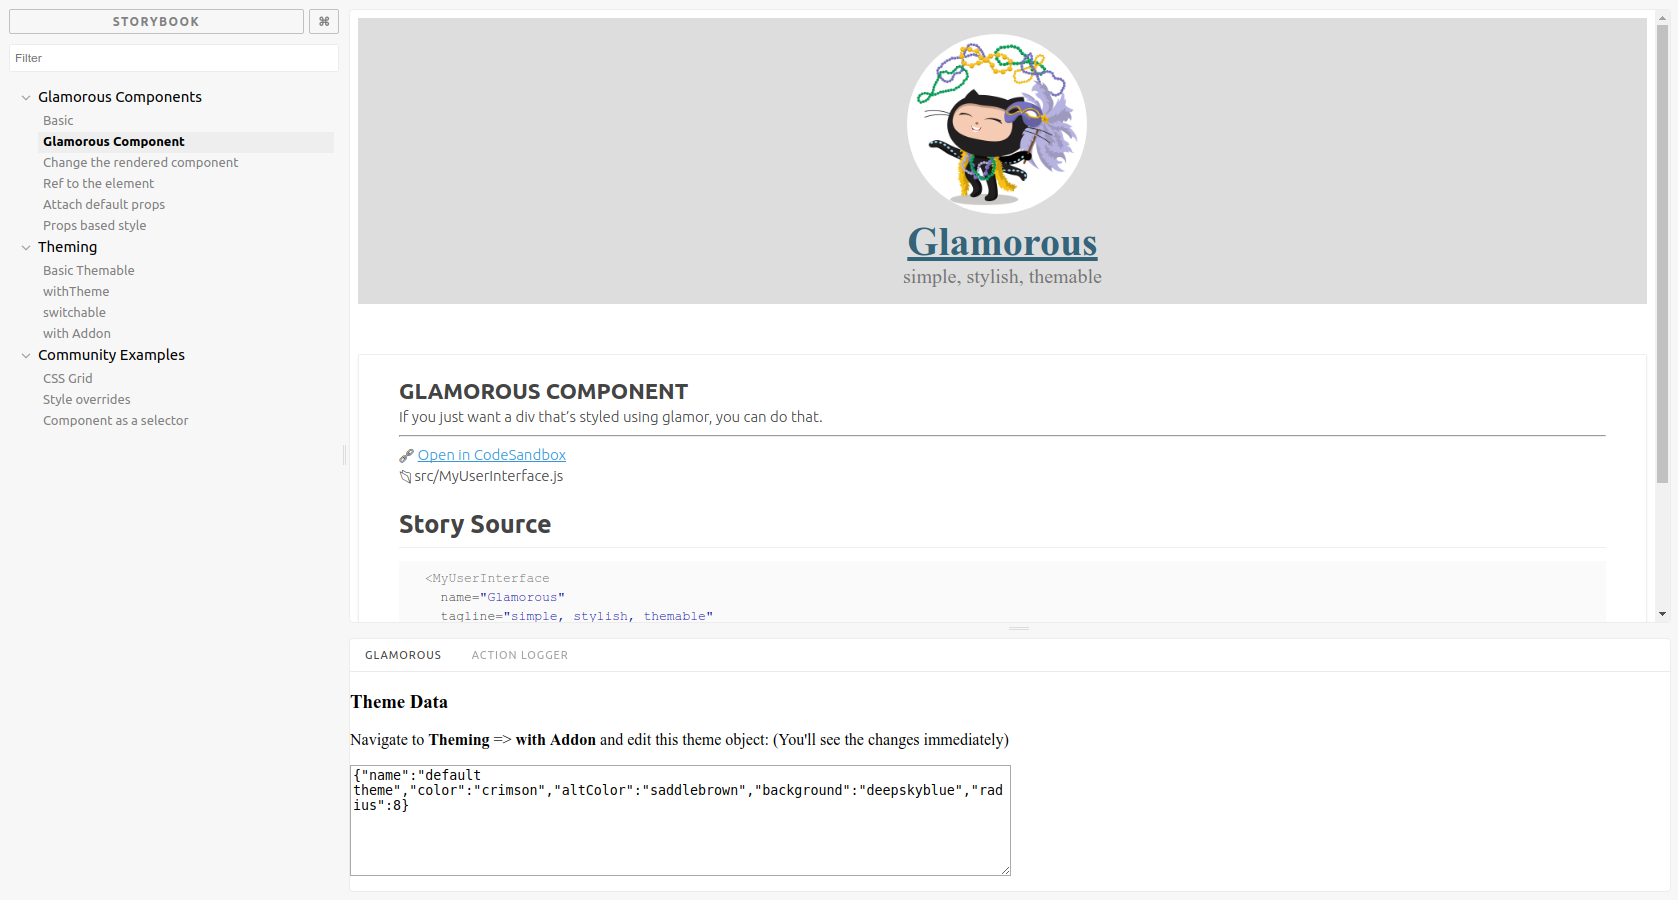 STORYBOOK
⌘
Filter
Glamorous Components
Basic
Glamorous Component
Change the rendered component
Ref to the element
Attach default props
Props based style
Theming
Basic Themable
withTheme
switchable
with Addon
Community Examples
CSS Grid
Style overrides
Component as a selector
Glamorous
simple, stylish, themable
GLAMOROUS COMPONENT
If you just want a div that's styled using glamor, you can do that.
Open in CodeSandbox
src/MyUserInterface.js
Story Source
<MyUserInterface
name="Glamorous"
tagline="simple, stylish, themable"
GLAMOROUS ACTION LOGGER
Theme Data
Navigate to Theming => with Addon and edit this theme object: (You'll see the changes immediately)
{"name":"default
theme","color":"crimson","altColor":"saddlebrown","background":"deepskyblue","rad
ius":8}